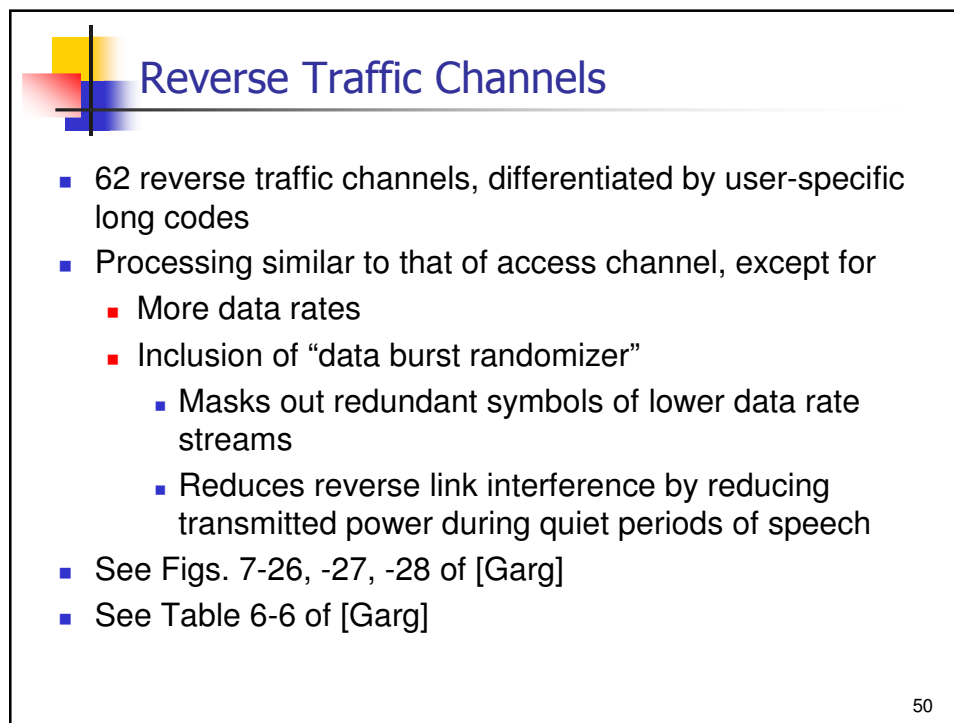 Reverse Traffic Channels
▪ 62 reverse traffic channels, differentiated by user-specific
long codes
▪ Processing similar to that of access channel, except for
▪ More data rates
▪ Inclusion of “data burst randomizer”
▪ Masks out redundant symbols of lower data rate
streams
▪ Reduces reverse link interference by reducing
transmitted power during quiet periods of speech
▪ See Figs. 7-26, -27, -28 of [Garg]
▪ See Table 6-6 of [Garg]
50